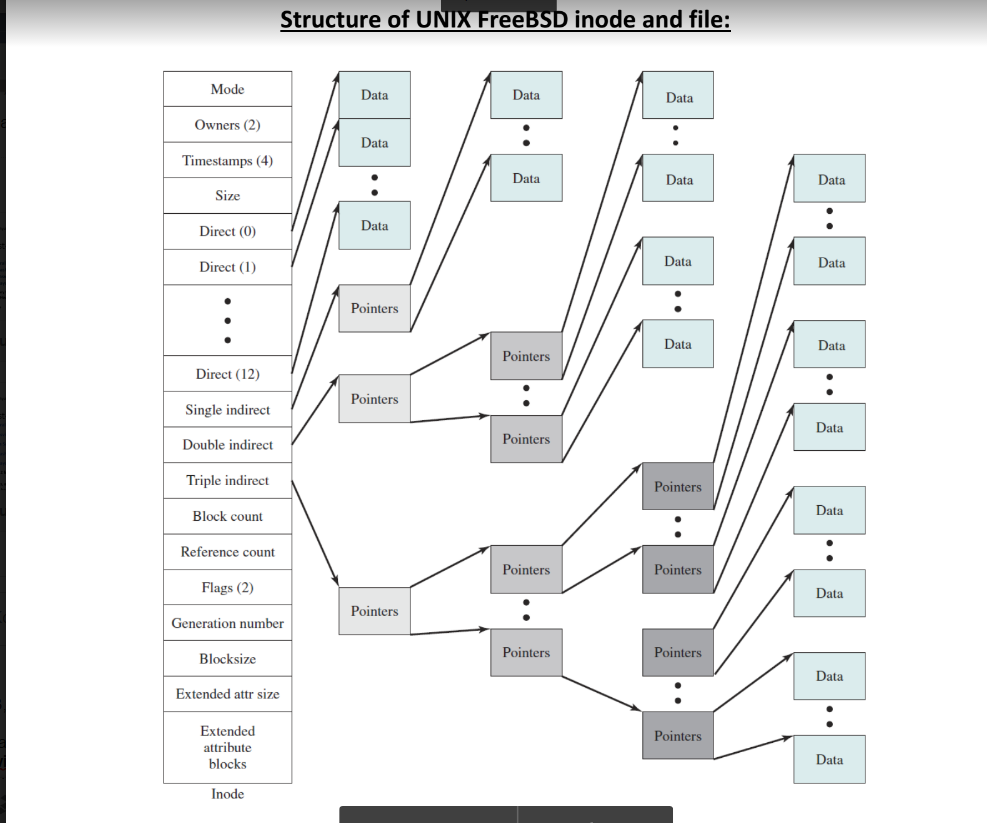 Structure of UNIX FreeBSD inode and file:
Mode
Owners (2)
Timestamps (4)
Size
Direct (0)
Direct (1)
Direct (12)
Single indirect
Double indirect
Triple indirect
Block count
Reference count
Flags (2)
Generation number
Blocksize
Extended attr size
Extended
attribute
blocks
Inode
Data
Data
Data
Pointers
Pointers
Pointers
Data
Data
Pointers
Pointers
Pointers
Pointers
Data
Data
Data
Data
Pointers
Pointers
Pointers
Pointers
Data
Data
Data
Data
Data
Data
Data
Data